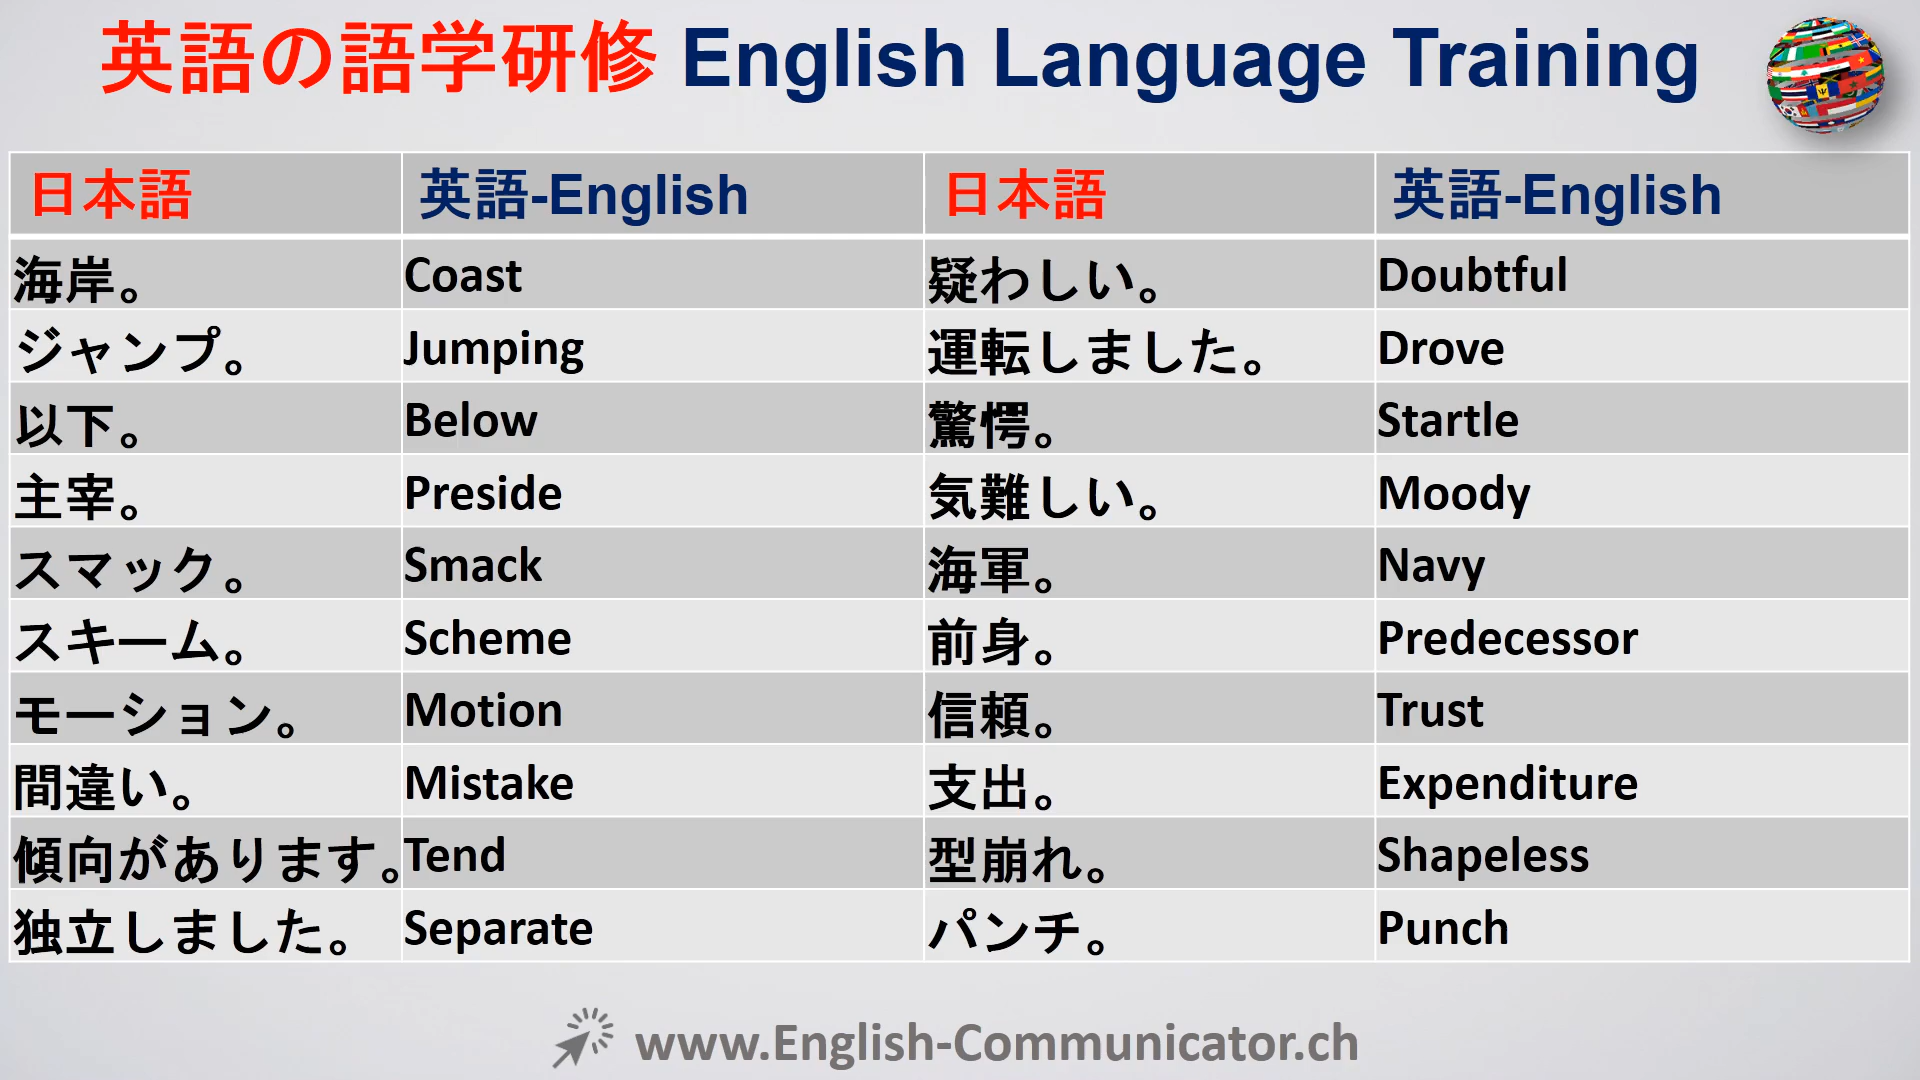 英語の語学研修 English Language Training
日本語 英語-English 日本語 英語-English
海岸。 Coast 疑わしい。 Doubtful
ジャンプ。 Jumping 運転しました。 Drove
以下。 Below 驚愕。 Startle
主宰。 Preside 気難しい。 Moody
スマック。 Smack 海軍。 Navy
スキーム。 Scheme 前身。 Predecessor
モーション。 Motion 信頼。 Trust
間違い。 Mistake 支出。 Expenditure
傾向があります。 Tend 型崩れ。 Shapeless
独立しました。 Separate パンチ。 Punch
www.English-Communicator.ch